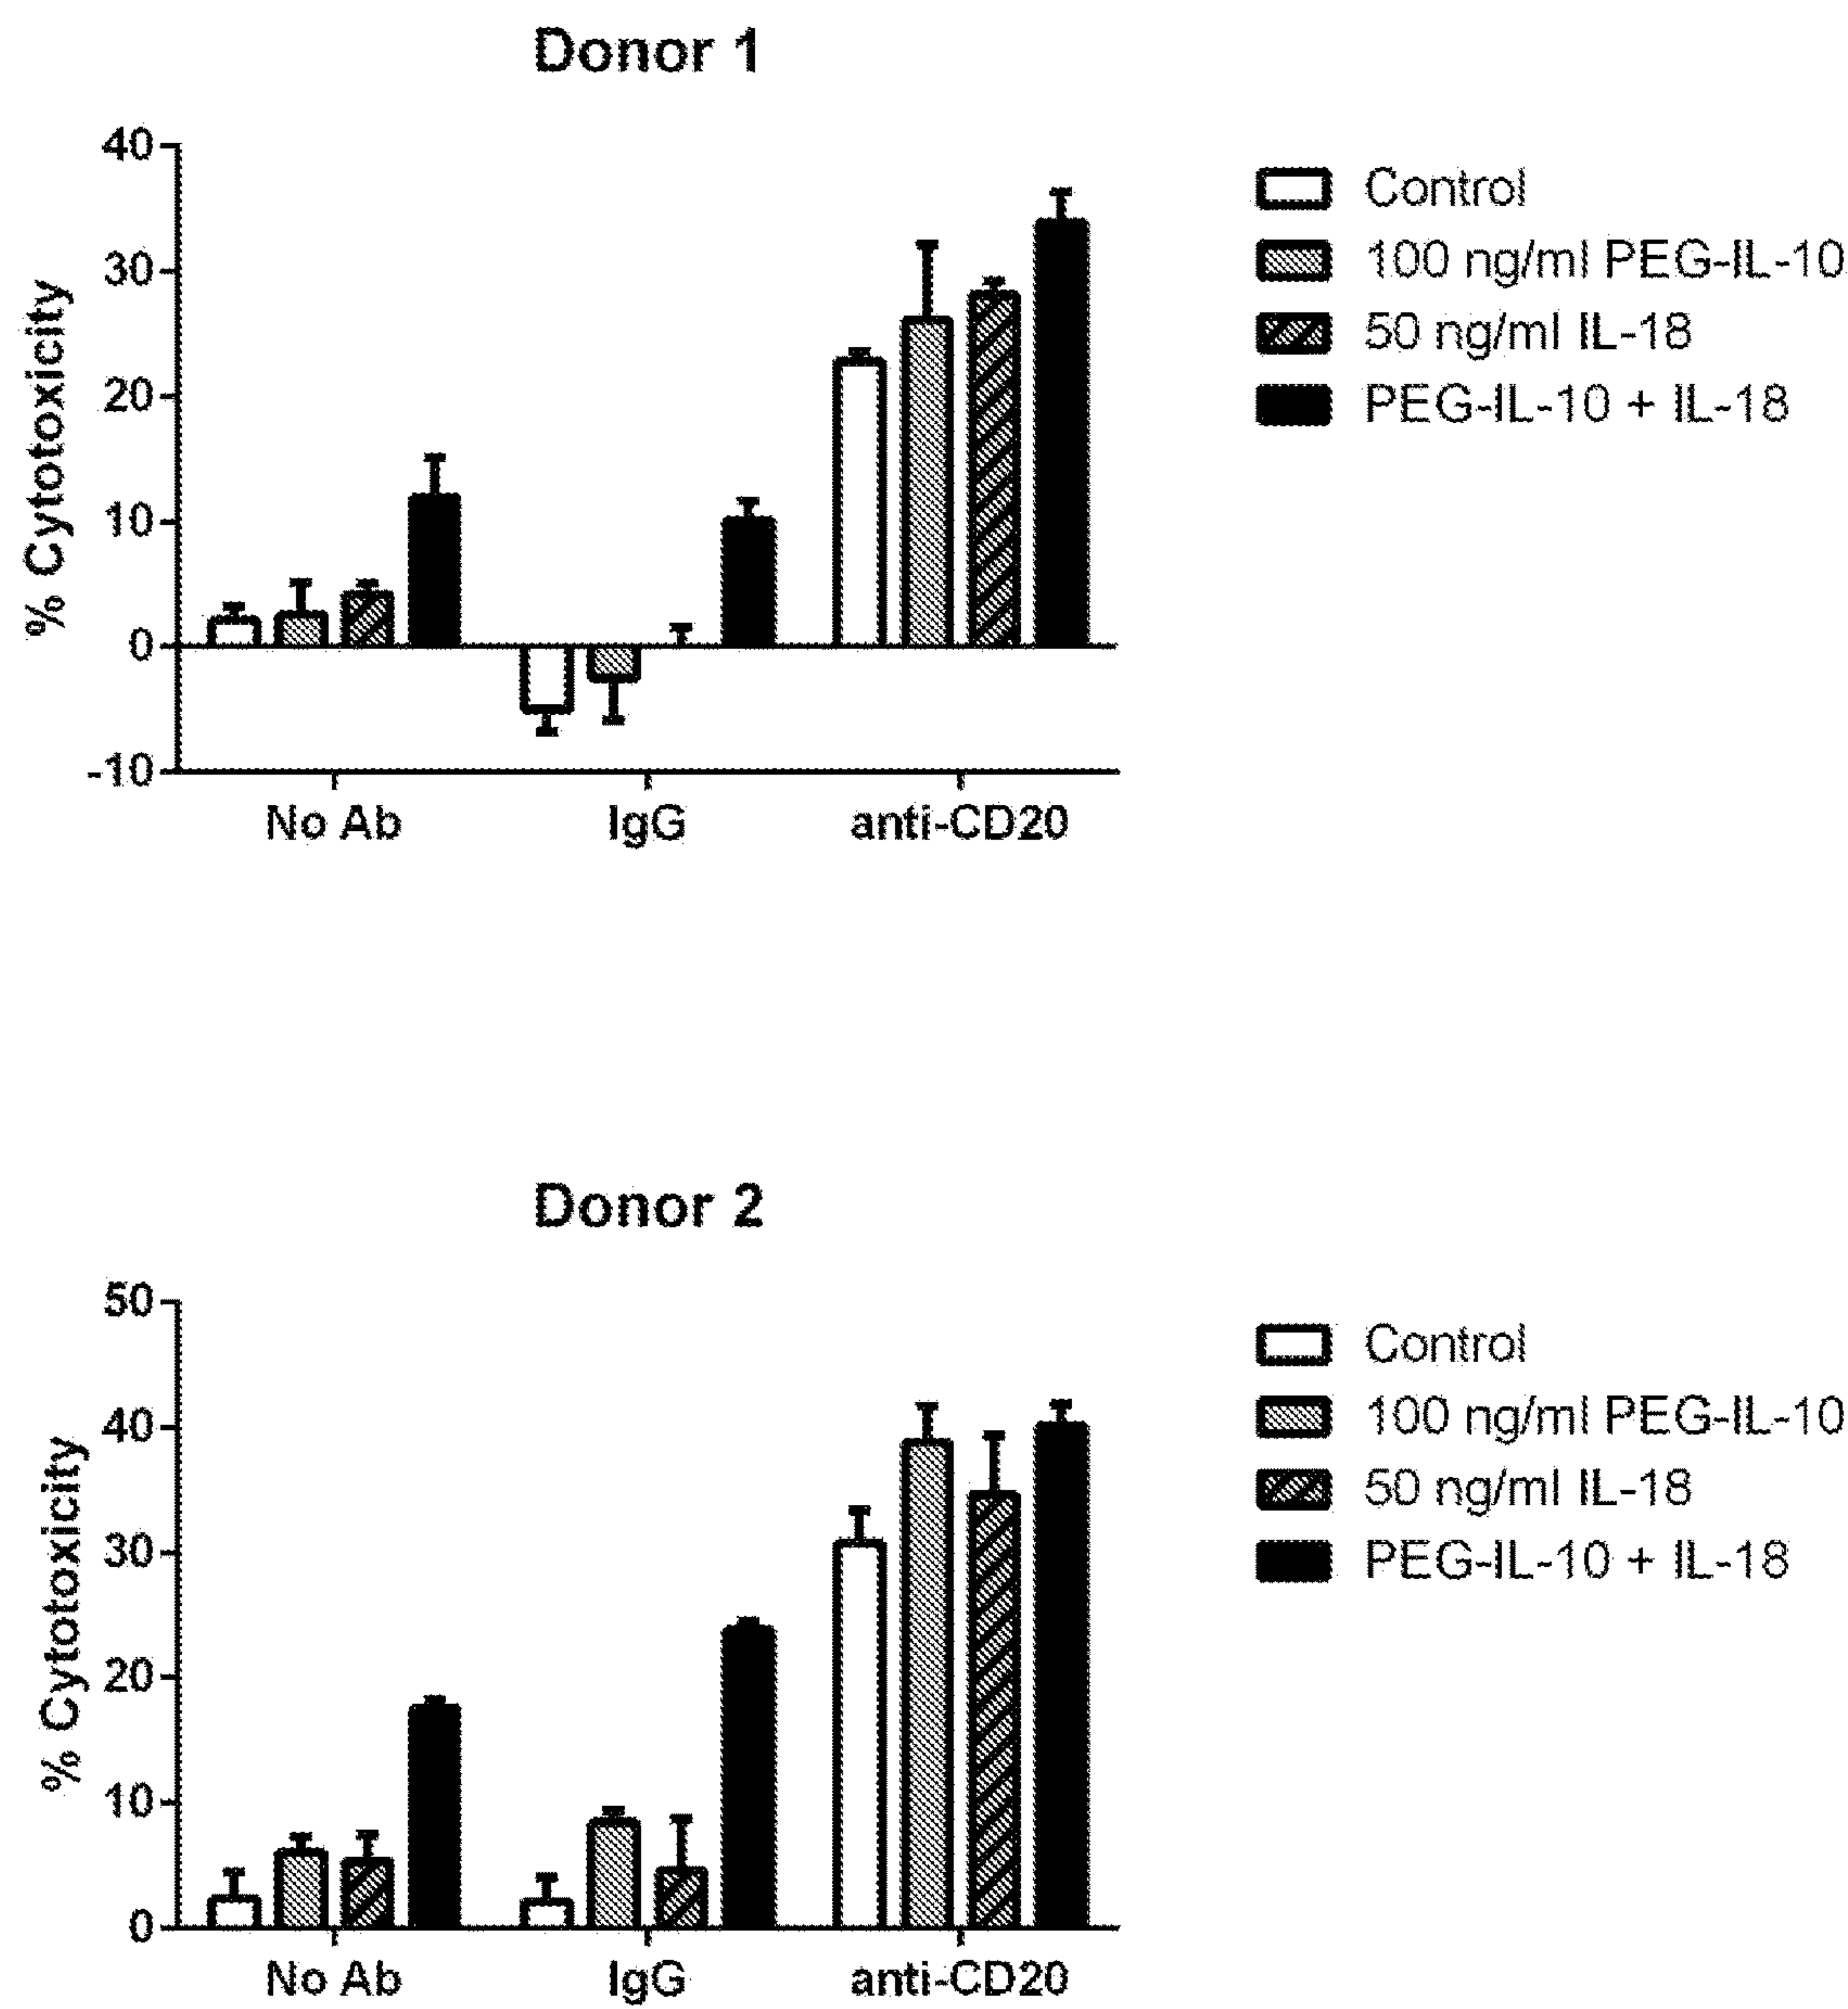 Donor 1
% Cytotoxicity
40
30
20
10
0
-10
No Ab IgG anti-CD20
Control
100 ng/ml PEG-IL-10
50 ng/ml IL-18
PEG-IL-10 + IL-18
Donor 2
% Cytotoxicity
50
40
30
20
10
0
No Ab IgG anti-CD20
Control
100 ng/ml PEG-IL-10
50 ng/ml IL-18
PEG-IL-10 + IL-18